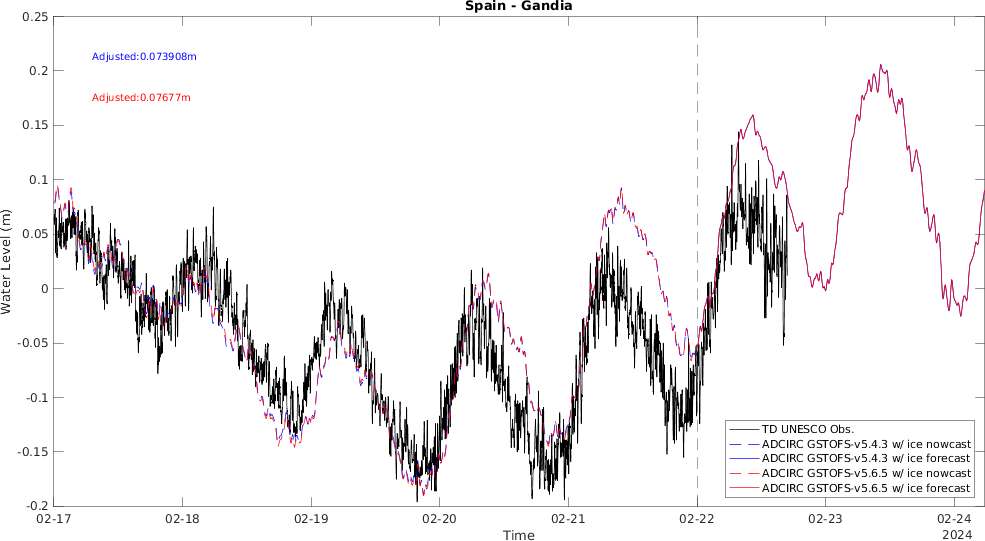 Spain - Gandia
0.25
0.2
0.15
0.1
0.05
0
-0.05
-0.1
-0.15
-0.2
Water Level (m)
Adjusted:0.073908m
Adjusted:0.07677m
TD UNESCO Obs.
ADCIRC GSTOFS-v5.4.3 w/ ice nowcast
ADCIRC GSTOFS-v5.4.3 w/ ice forecast
ADCIRC GSTOFS-v5.6.5 w/ ice nowcast
ADCIRC GSTOFS-v5.6.5 w/ ice forecast
02-17 02-18 02-19 02-20 02-21 02-22 02-23 02-24
Time
2024